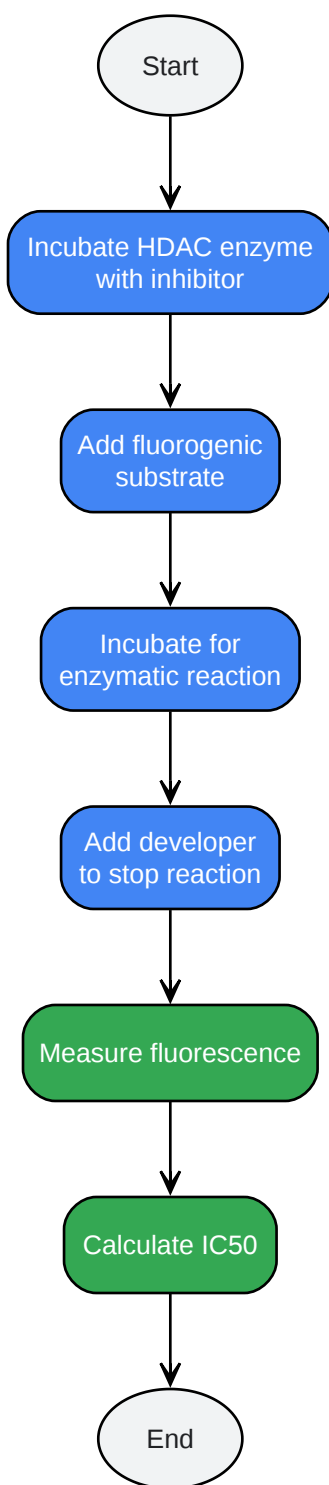 Start
Incubate HDAC enzyme
with inhibitor
Add fluorogenic
substrate
Incubate for
enzymatic reaction
Add developer
to stop reaction
Measure fluorescence
Calculate IC50
End